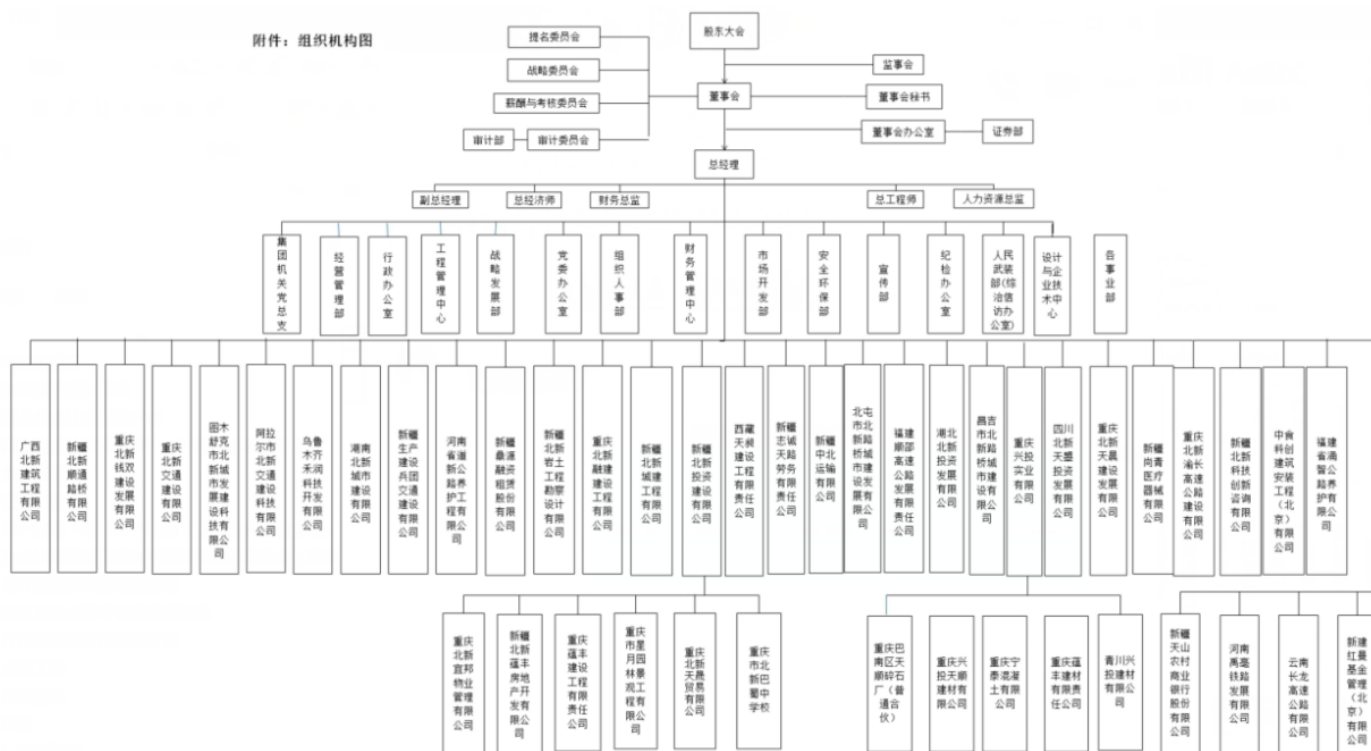 附件：组织机构图
提名委员会
战略委员会
薪酬与考核委员会
审计部
审计委员会
股东大会
监事会
董事会
董事会秘书
董事会办公室
证券部
总经理
副总经理
总经济师
财务总监
总工程师
人力资源总监
集团机关党总支
经营管理部
行政办公室
工程管理中心
战略发展部
党委办公室
组织人事部
财务管理中心
市场开发部
安全环保部
宣传部
纪检办公室
人民武装部(综治信访办公室)
设计与企业技术中心
各事业部
广西北新建筑工程有限公司
新疆北新顺通路桥有限公司
重庆北新钱双建设发展有限公司
重庆北新交通建设有限公司
图木舒克市北新城市发展建设科技有限公司
阿拉尔市北新交通建设科技有限公司
乌鲁木齐禾润科技开发有限公司
湖南北新城市建设有限公司
新疆生产建设兵团交通建设有限公司
河南省道新公路养护工程有限公司
新疆鼎源融资租赁股份有限公司
新疆北新岩土工程勘察设计有限公司
重庆北新融建建设工程有限公司
新疆北新城建工程有限公司
新疆北新投资建设有限公司
西藏天昶建设工程有限责任公司
新疆志诚天路劳务有限责任公司
新疆中北运输有限公司
北屯市北新路桥城市建设发展有限公司
福建顺邵高速公路发展有限责任公司
湖北北新投资发展有限公司
昌吉市北新路桥城市建设有限公司
重庆兴投实业有限公司
四川北新天盛投资发展有限公司
重庆北新天晨建设发展有限公司
新疆尚青医疗器械有限公司
重庆北新渝长高速公路建设有限公司
新疆北新科技创新咨询有限公司
中食科创建筑安装工程（北京）有限公司
福建省涌智公路养护有限公司
重庆北新宜邦物业管理有限公司
新疆北新蕴丰房地产开发有限公司
重庆蕴丰建设工程有限责任公司
重庆市星月园林景观工程有限公司
重庆北新天晟贸易有限公司
重庆市北新巴蜀中学校
重庆巴南区天顺碎石厂（普通合伙）
重庆兴投天顺建材有限公司
重庆宁泰混凝土有限公司
重庆蕴丰建材有限责任公司
青川兴投建材有限公司
新疆天山农村商业银行股份有限公司
河南禹亳铁路发展有限公司
云南长龙高速公路有限公司
新疆建红曼基金管理（北京）有限公司